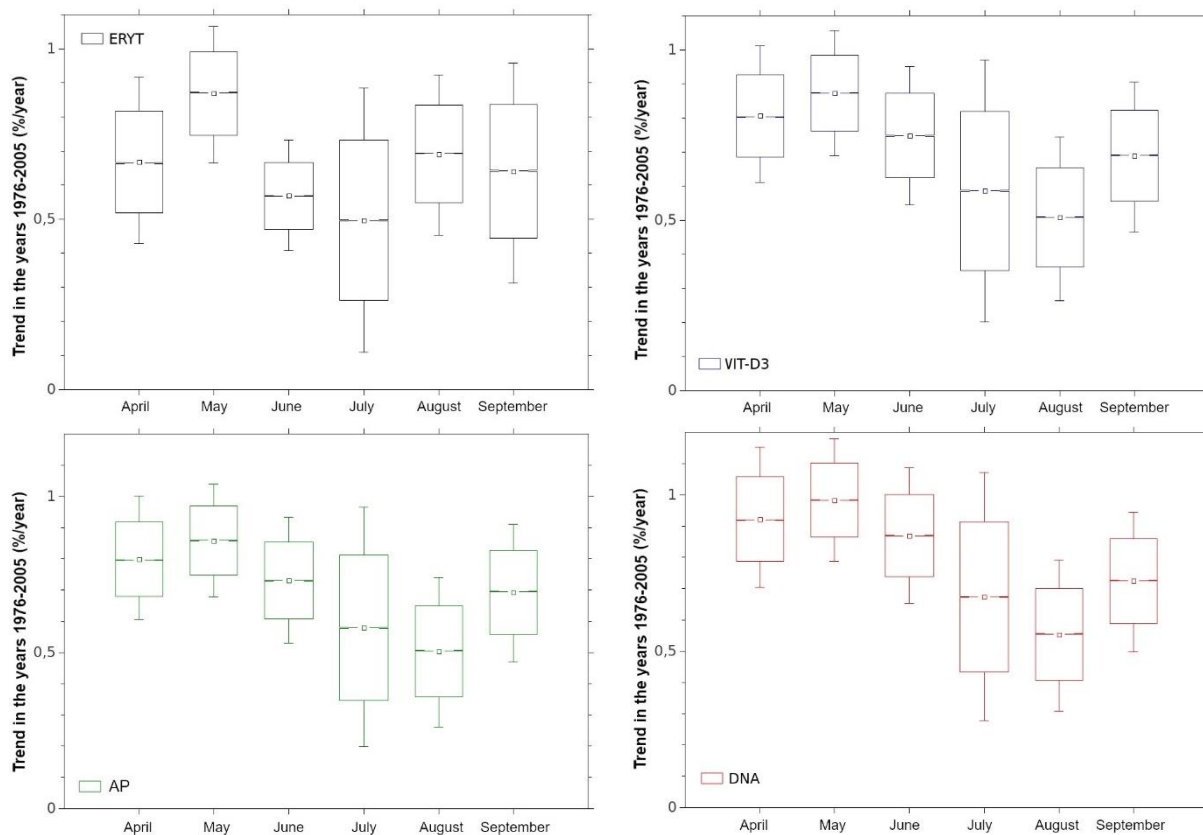 Trend in the years 1976-2005 (%/year)
1
0,5
0
ERYT
April May June July August September
Trend in the years 1976-2005 (%/year)
1
0,5
0
VIT-D3
April May June July August September
Trend in the years 1976-2005 (%/year)
1
0,5
0
AP
April May June July August September
Trend in the years 1976-2005 (%/year)
1
0,5
0
DNA
April May June July August September